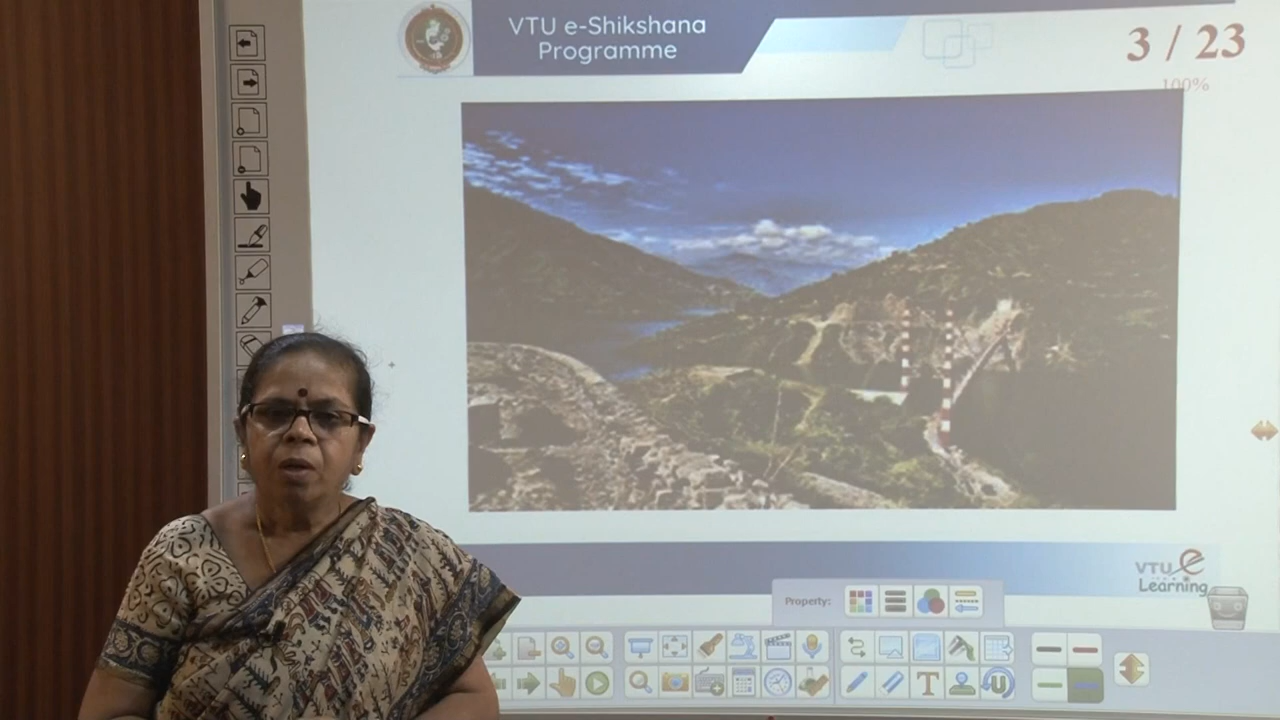 VTU e-Shikshana
Programme
3 / 23
100%
VTU e
Learning
Property:
T
U